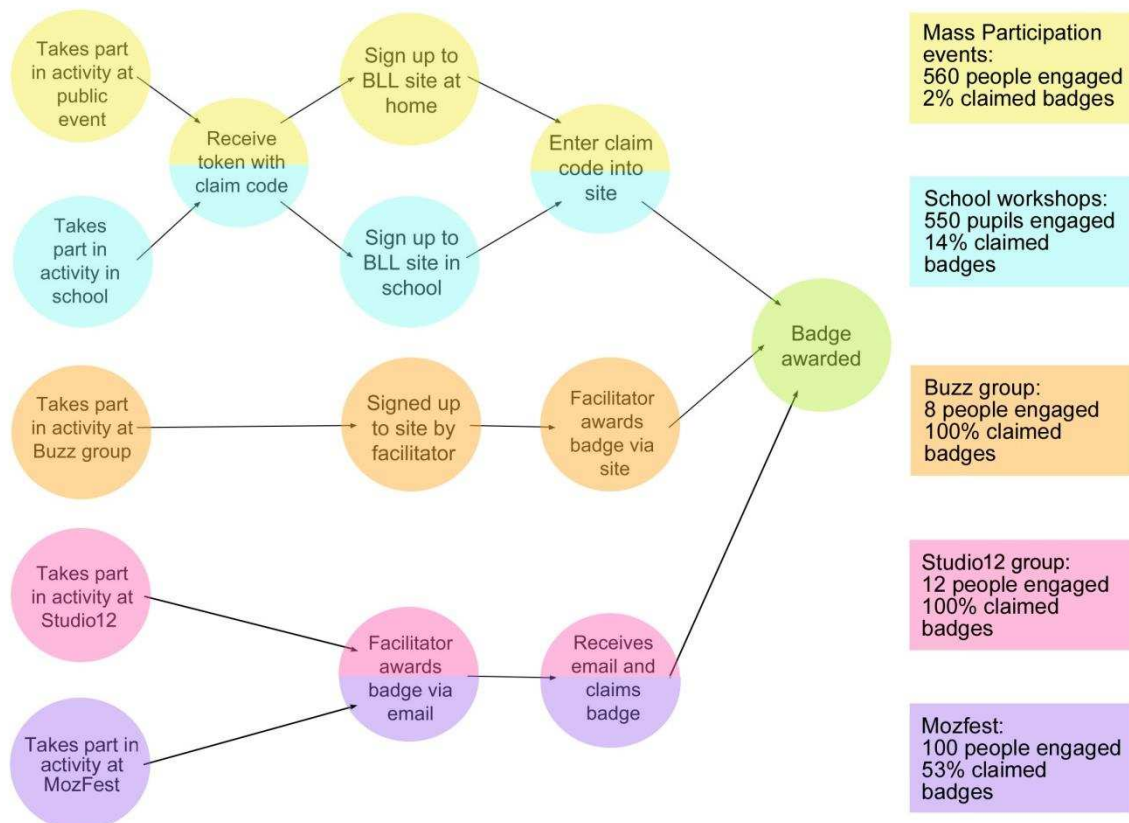 Takes part
in activity at
public
event
Sign up to
BLL site at
home
Receive
token with
claim code
Enter claim
code into
site
Takes
part in
activity in
school
Sign up to
BLL site in
school
Badge
awarded
Takes part
in activity at
Buzz group
Signed up
to site by
facilitator
Facilitator
awards
badge via
site
Takes part
in activity at
Studio12
Facilitator
awards
badge via
email
Receives
email and
claims
badge
Takes part in
activity at
MozFest
Mass Participation
events:
560 people engaged
2% claimed badges
School workshops:
550 pupils engaged
14% claimed
badges
Buzz group:
8 people engaged
100% claimed
badges
Studio12 group:
12 people engaged
100% claimed
badges
Mozfest:
100 people engaged
53% claimed
badges